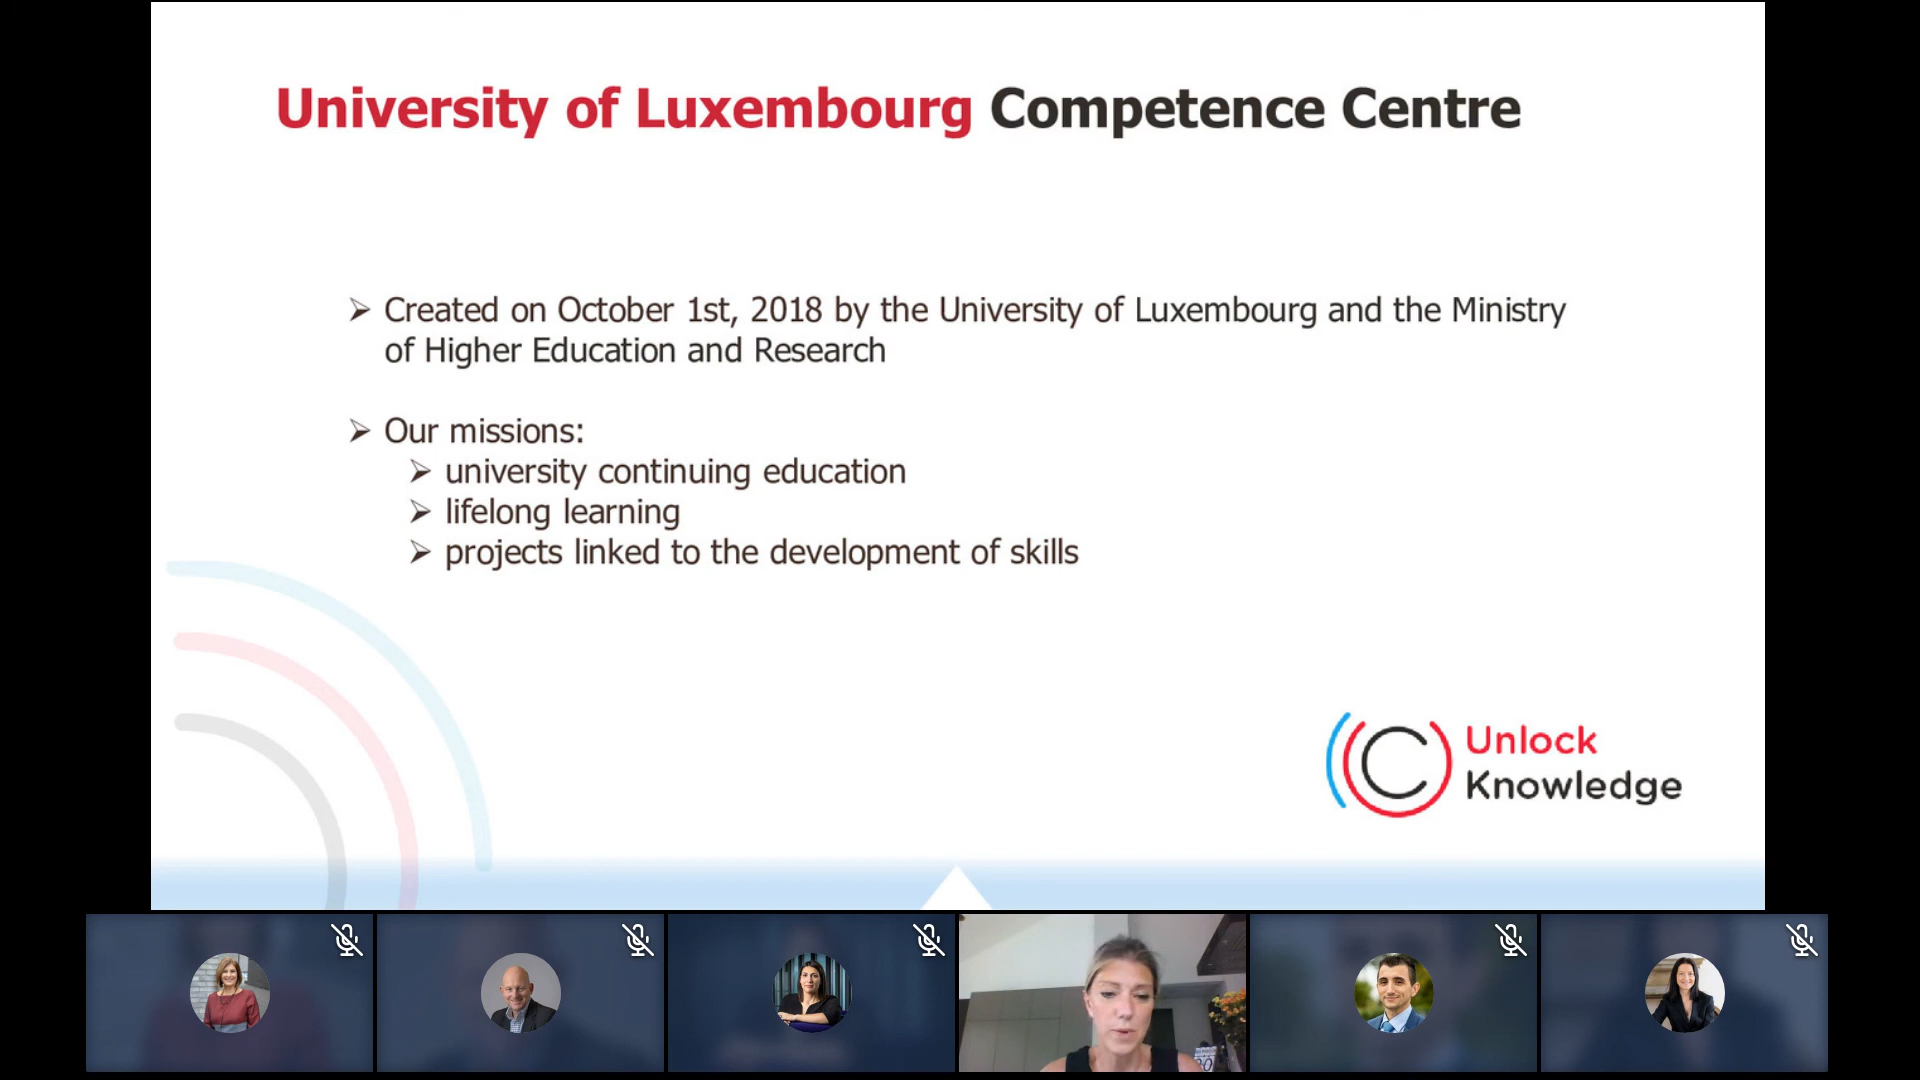 University of Luxembourg Competence Centre
➢ Created on October 1st, 2018 by the University of Luxembourg and the Ministry
of Higher Education and Research
➢ Our missions:
➢ university continuing education
➢ lifelong learning
➢ projects linked to the development of skills
Unlock
Knowledge